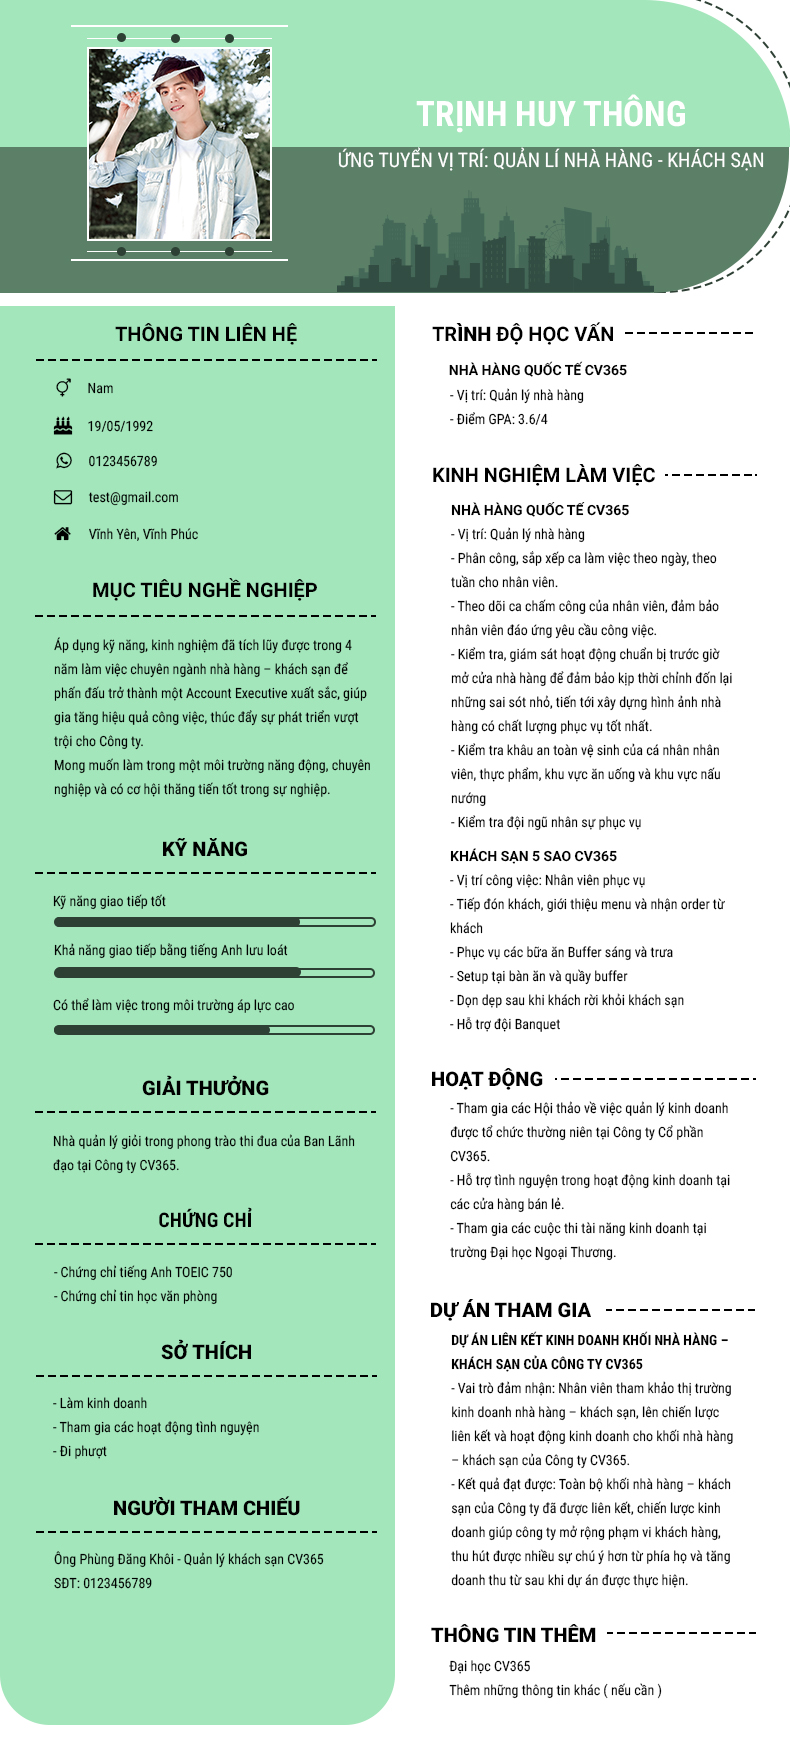 TRỊNH HUY THÔNG
ỨNG TUYỂN VỊ TRÍ: QUẢN LÍ NHÀ HÀNG - KHÁCH SẠN
THÔNG TIN LIÊN HỆ
Nam
19/05/1992
0123456789
test@gmail.com
Vĩnh Yên, Vĩnh Phúc
MỤC TIÊU NGHỀ NGHIỆP
Áp dụng kỹ năng, kinh nghiệm đã tích lũy được trong 4
năm làm việc chuyên ngành nhà hàng – khách sạn để
phấn đấu trở thành một Account Executive xuất sắc, giúp
gia tăng hiệu quả công việc, thúc đẩy sự phát triển vượt
trội cho Công ty.
Mong muốn làm trong một môi trường năng động, chuyên
nghiệp và có cơ hội thăng tiến tốt trong sự nghiệp.
KỸ NĂNG
Kỹ năng giao tiếp tốt
Khả năng giao tiếp bằng tiếng Anh lưu loát
Có thể làm việc trong môi trường áp lực cao
GIẢI THƯỞNG
Nhà quản lý giỏi trong phong trào thi đua của Ban Lãnh
đạo tại Công ty CV365.
CHỨNG CHỈ
- Chứng chỉ tiếng Anh TOEIC 750
- Chứng chỉ tin học văn phòng
SỞ THÍCH
- Làm kinh doanh
- Tham gia các hoạt động tình nguyện
- Đi phượt
NGƯỜI THAM CHIẾU
Ông Phùng Đăng Khôi - Quản lý khách sạn CV365
SĐT: 0123456789
TRÌNH ĐỘ HỌC VẤN
NHÀ HÀNG QUỐC TẾ CV365
- Vị trí: Quản lý nhà hàng
- Điểm GPA: 3.6/4
KINH NGHIỆM LÀM VIỆC
NHÀ HÀNG QUỐC TẾ CV365
- Vị trí: Quản lý nhà hàng
- Phân công, sắp xếp ca làm việc theo ngày, theo
tuần cho nhân viên.
- Theo dõi ca chấm công của nhân viên, đảm bảo
nhân viên đáo ứng yêu cầu công việc.
- Kiểm tra, giám sát hoạt động chuẩn bị trước giờ
mở cửa nhà hàng để đảm bảo kịp thời chỉnh đốn lại
những sai sót nhỏ, tiến tới xây dựng hình ảnh nhà
hàng có chất lượng phục vụ tốt nhất.
- Kiểm tra khâu an toàn vệ sinh của cá nhân nhân
viên, thực phẩm, khu vực ăn uống và khu vực nấu
nướng
- Kiểm tra đội ngũ nhân sự phục vụ
KHÁCH SẠN 5 SAO CV365
- Vị trí công việc: Nhân viên phục vụ
- Tiếp đón khách, giới thiệu menu và nhận order từ
khách
- Phục vụ các bữa ăn Buffer sáng và trưa
- Setup tại bàn ăn và quầy buffer
- Dọn dẹp sau khi khách rời khỏi khách sạn
- Hỗ trợ đội Banquet
HOẠT ĐỘNG
- Tham gia các Hội thảo về việc quản lý kinh doanh
được tổ chức thường niên tại Công ty Cổ phần
CV365.
- Hỗ trợ tình nguyện trong hoạt động kinh doanh tại
các cửa hàng bán lẻ.
- Tham gia các cuộc thi tài năng kinh doanh tại
trường Đại học Ngoại Thương.
DỰ ÁN THAM GIA
DỰ ÁN LIÊN KẾT KINH DOANH KHỐI NHÀ HÀNG –
KHÁCH SẠN CỦA CÔNG TY CV365
- Vai trò đảm nhận: Nhân viên tham khảo thị trường
kinh doanh nhà hàng – khách sạn, lên chiến lược
liên kết và hoạt động kinh doanh cho khối nhà hàng
– khách sạn của Công ty CV365.
- Kết quả đạt được: Toàn bộ khối nhà hàng – khách
sạn của Công ty đã được liên kết, chiến lược kinh
doanh giúp công ty mở rộng phạm vi khách hàng,
thu hút được nhiều sự chú ý hơn từ phía họ và tăng
doanh thu từ sau khi dự án được thực hiện.
THÔNG TIN THÊM
Đại học CV365
Thêm những thông tin khác ( nếu cần )